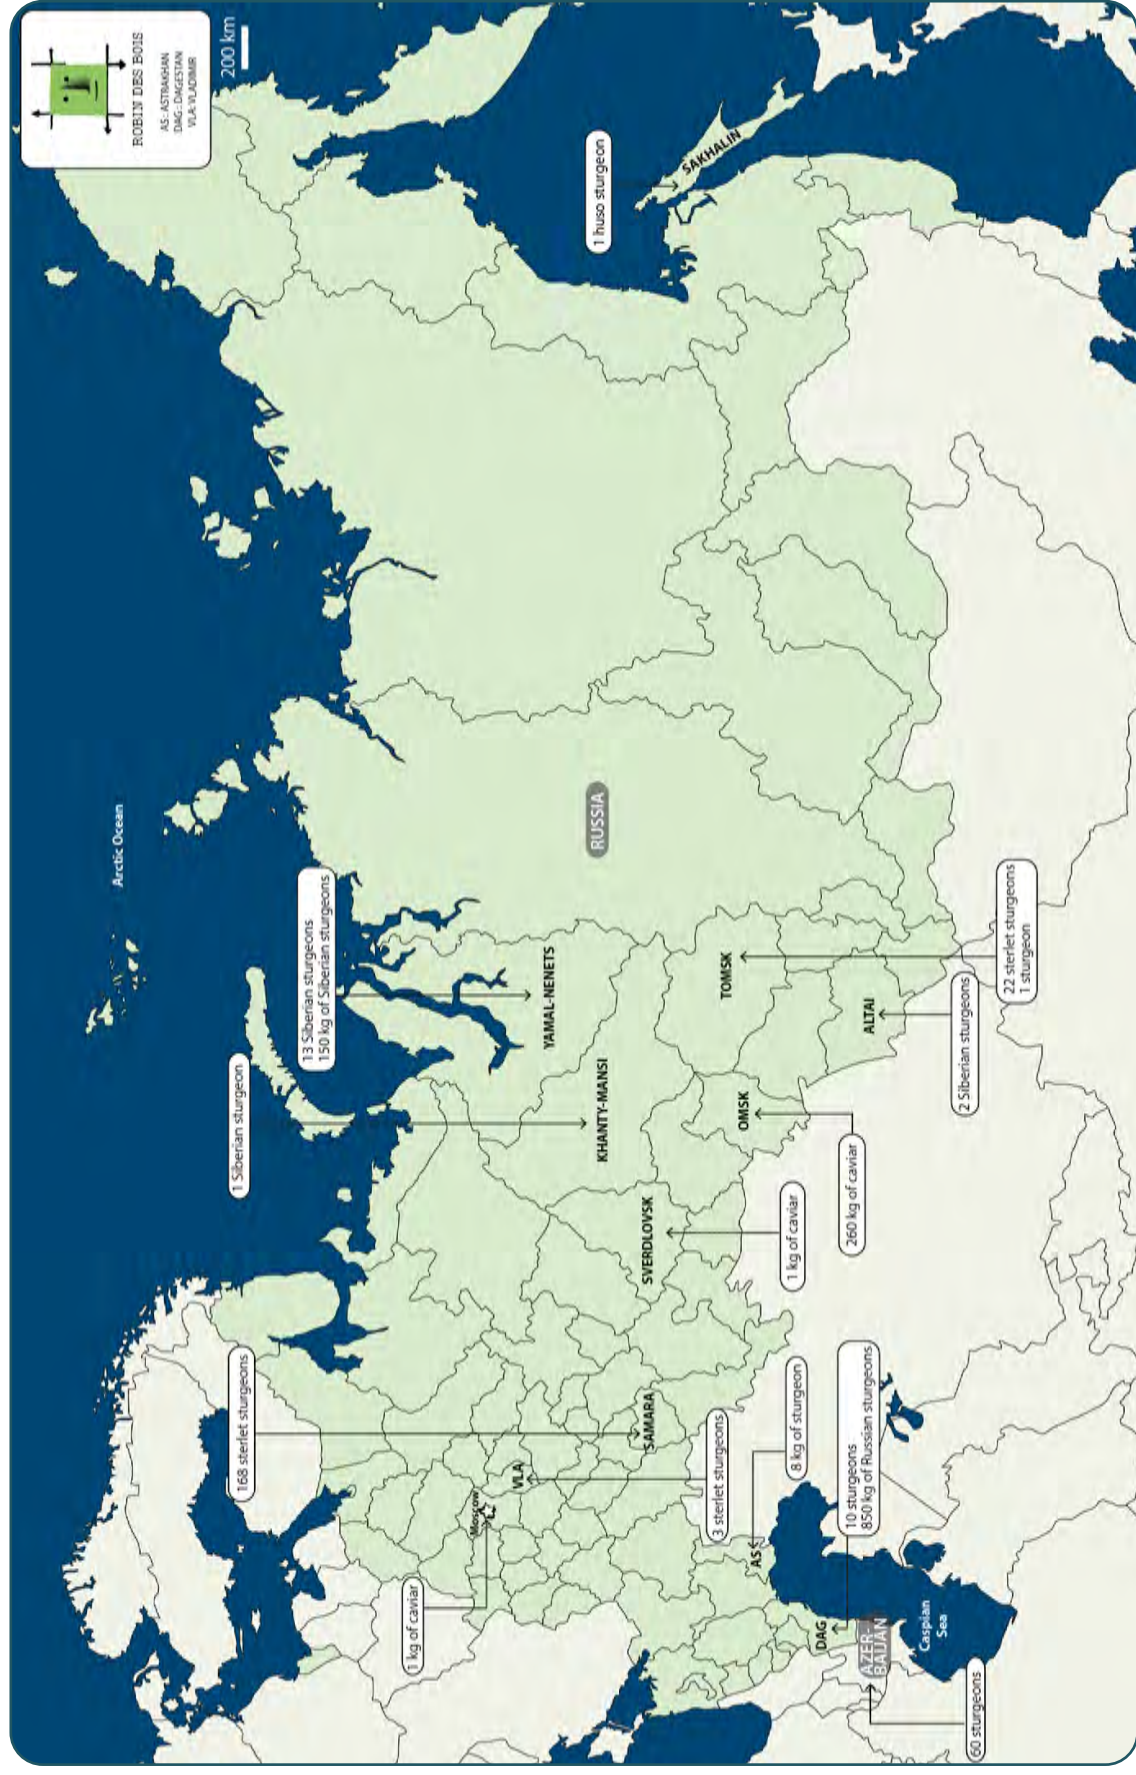 ROBIN DES BOIS
AS: ASTRAKHAN
DAG: DAGESTAN
VLA: VLADIMIR
200 km
Arctic Ocean
1 huso sturgeon
SAKHALIN
RUSSIA
13 Siberian sturgeons
150 kg of Siberian sturgeons
YAMAL-NENETS
1 Siberian sturgeon
KHANTY-MANSI
TOMSK
22 sterlet sturgeons
1 sturgeon
ALTAI
2 Siberian sturgeons
OMSK
260 kg of caviar
SVERDLOVSK
1 kg of caviar
168 sterlet sturgeons
SAMARA
VLA
3 sterlet sturgeons
Moscow
1 kg of caviar
AS
8 kg of sturgeon
DAG
10 sturgeons
850 kg of Russian sturgeons
AZER-
BAIJAN
60 sturgeons
Caspian
Sea